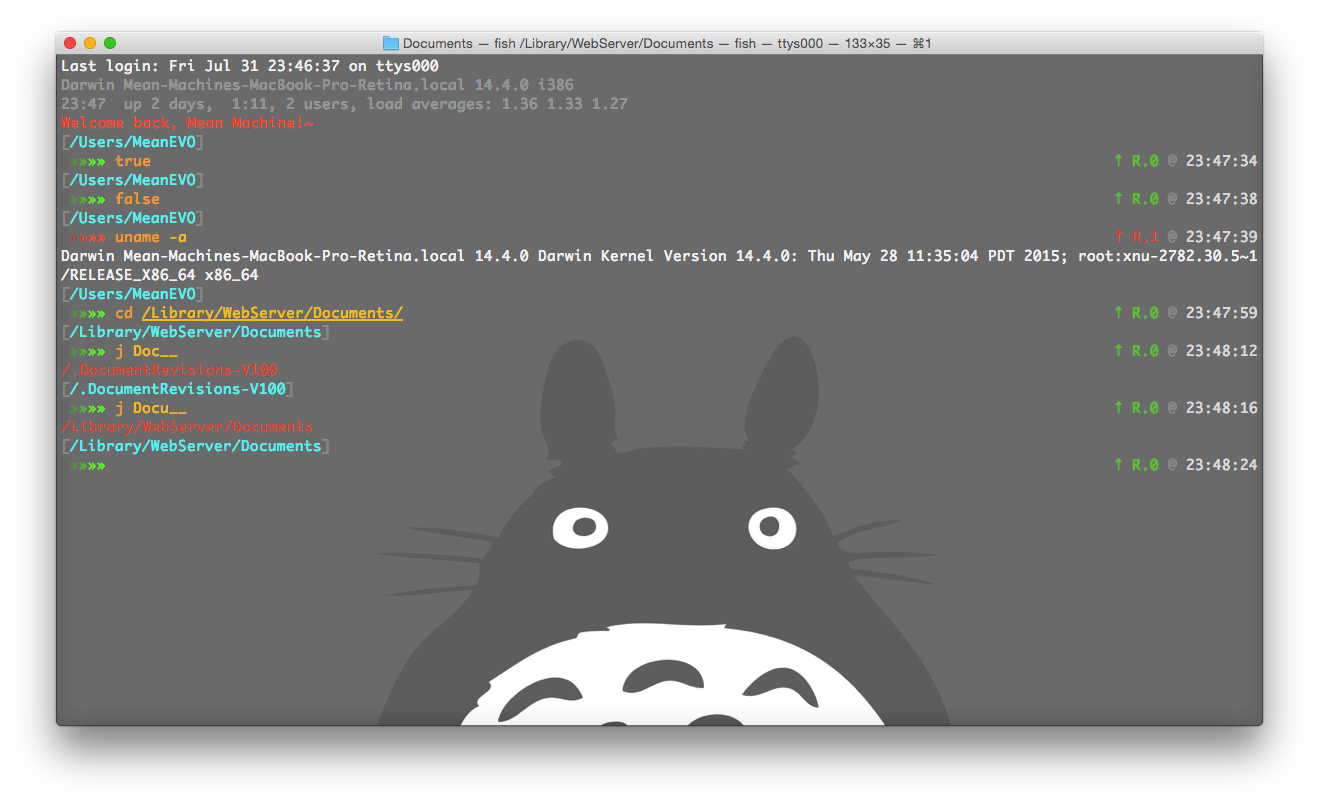 Documents — fish /Library/WebServer/Documents — fish — ttys000 — 133×35 — ⌘1
Last login: Fri Jul 31 23:46:37 on ttys000
Darwin Mean-Machines-MacBook-Pro-Retina.local 14.4.0 i386
23:47  up 2 days,  1:11, 2 users, load averages: 1.36 1.33 1.27
Welcome back, Mean Machine!~
[/Users/MeanEVO]
»»»» true ↑ R.0 @ 23:47:34
[/Users/MeanEVO]
»»»» false ↑ R.0 @ 23:47:38
[/Users/MeanEVO]
»»»» uname -a ↑ R.1 @ 23:47:39
Darwin Mean-Machines-MacBook-Pro-Retina.local 14.4.0 Darwin Kernel Version 14.4.0: Thu May 28 11:35:04 PDT 2015; root:xnu-2782.30.5~1
/RELEASE_X86_64 x86_64
[/Users/MeanEVO]
»»»» cd /Library/WebServer/Documents/ ↑ R.0 @ 23:47:59
[/Library/WebServer/Documents]
»»»» j Doc__ ↑ R.0 @ 23:48:12
/.DocumentRevisions-V100
[/.DocumentRevisions-V100]
»»»» j Docu__ ↑ R.0 @ 23:48:16
/Library/WebServer/Documents
[/Library/WebServer/Documents]
»»»» ↑ R.0 @ 23:48:24